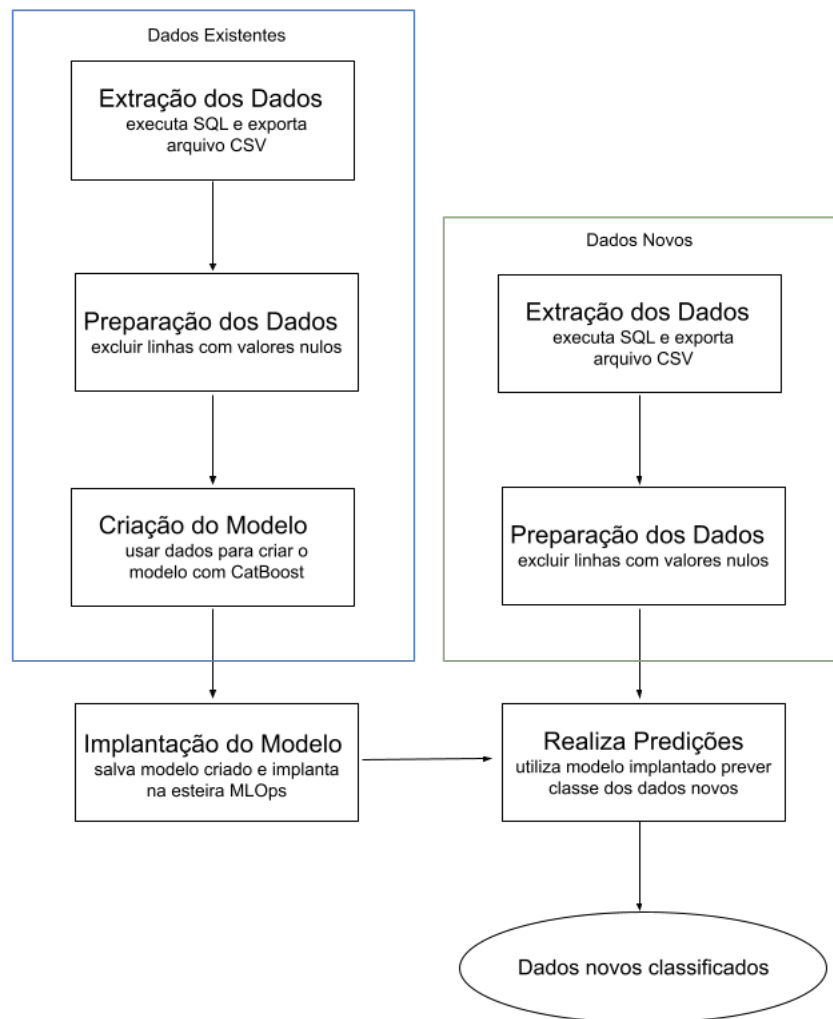 Dados Existentes
Extração dos Dados
executa SQL e exporta
arquivo CSV
Preparação dos Dados
excluir linhas com valores nulos
Criação do Modelo
usar dados para criar o
modelo com CatBoost
Implantação do Modelo
salva modelo criado e implanta
na esteira MLOps
Dados Novos
Extração dos Dados
executa SQL e exporta
arquivo CSV
Preparação dos Dados
excluir linhas com valores nulos
Realiza Predições
utiliza modelo implantado prever
classe dos dados novos
Dados novos classificados